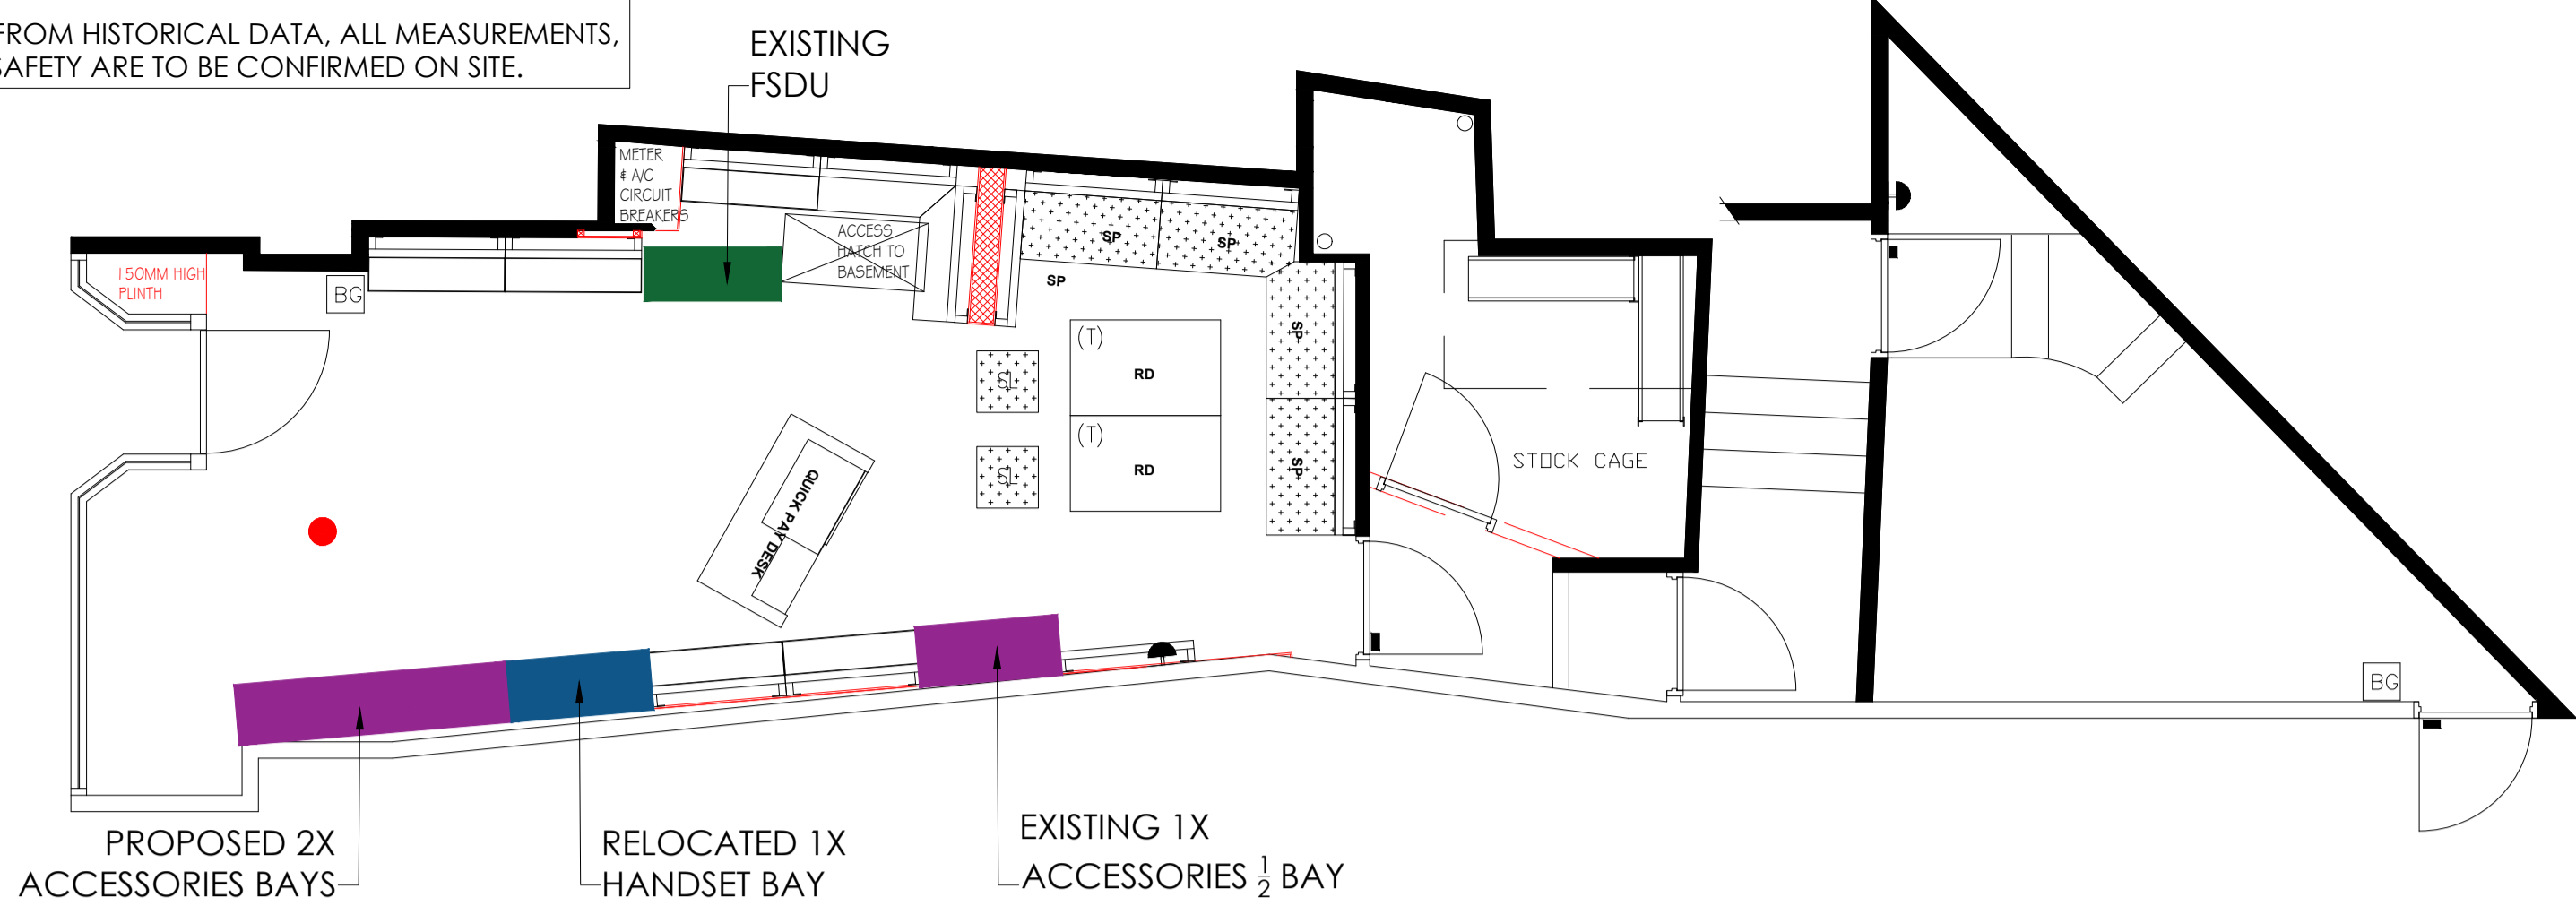 FROM HISTORICAL DATA, ALL MEASUREMENTS,
SAFETY ARE TO BE CONFIRMED ON SITE.
EXISTING
FSDU
METER
& A/C
CIRCUIT
BREAKERS
ACCESS
HATCH TO
BASEMENT
150MM HIGH
PLINTH
BG
SP
SP
SP
SP
SP
(T)
RD
(T)
RD
SL
SL
QUICK PAY DESK
STOCK CAGE
BG
PROPOSED 2X
ACCESSORIES BAYS
RELOCATED 1X
HANDSET BAY
EXISTING 1X
ACCESSORIES 1/2 BAY